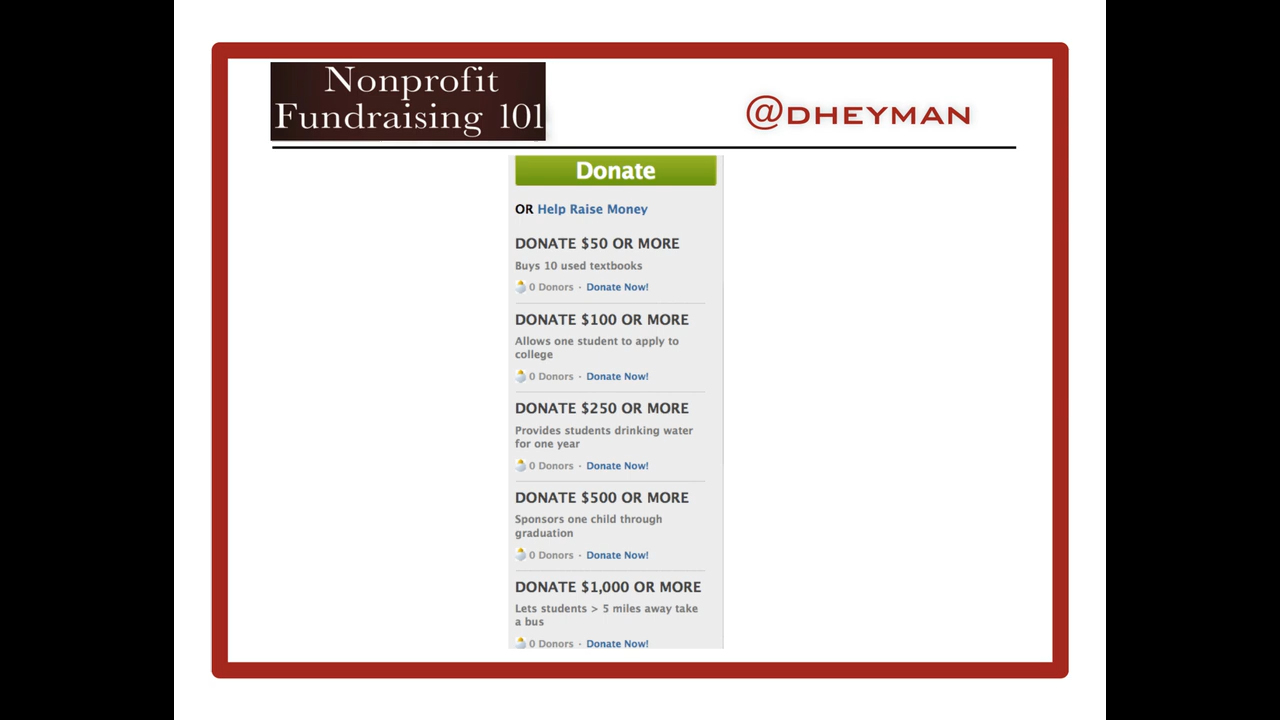 Nonprofit
Fundraising 101
@DHEYMAN
Donate
OR Help Raise Money
DONATE $50 OR MORE
Buys 10 used textbooks
0 Donors · Donate Now!
DONATE $100 OR MORE
Allows one student to apply to
college
0 Donors · Donate Now!
DONATE $250 OR MORE
Provides students drinking water
for one year
0 Donors · Donate Now!
DONATE $500 OR MORE
Sponsors one child through
graduation
0 Donors · Donate Now!
DONATE $1,000 OR MORE
Lets students > 5 miles away take
a bus
0 Donors · Donate Now!